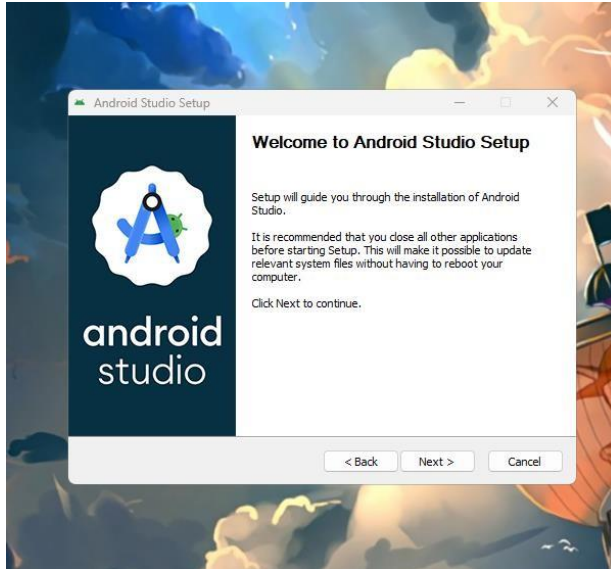 Android Studio Setup
Welcome to Android Studio Setup
Setup will guide you through the installation of Android
Studio.
It is recommended that you close all other applications
before starting Setup. This will make it possible to update
relevant system files without having to reboot your
computer.
Click Next to continue.
android
studio
< Back Next > Cancel